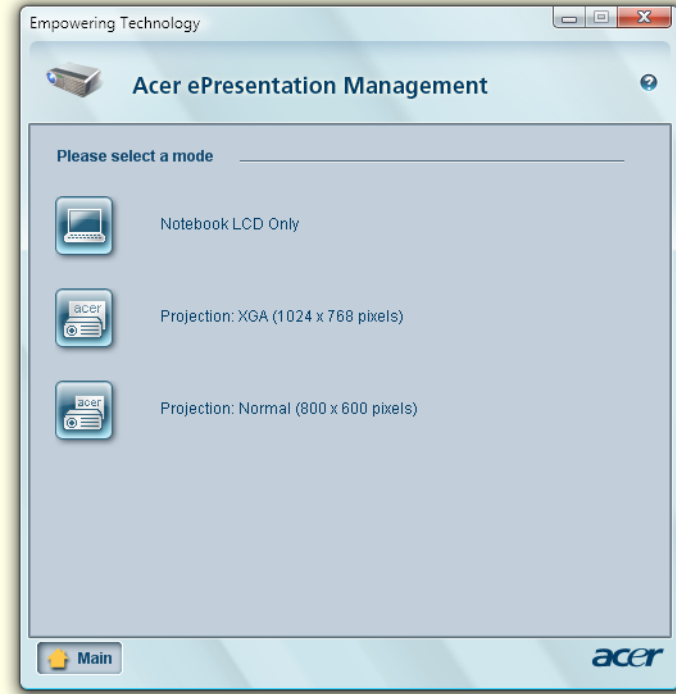 Empowering Technology
Acer ePresentation Management
Please select a mode
Notebook LCD Only
acer
Projection: XGA (1024 x 768 pixels)
acer
Projection: Normal (800 x 600 pixels)
Main
acer